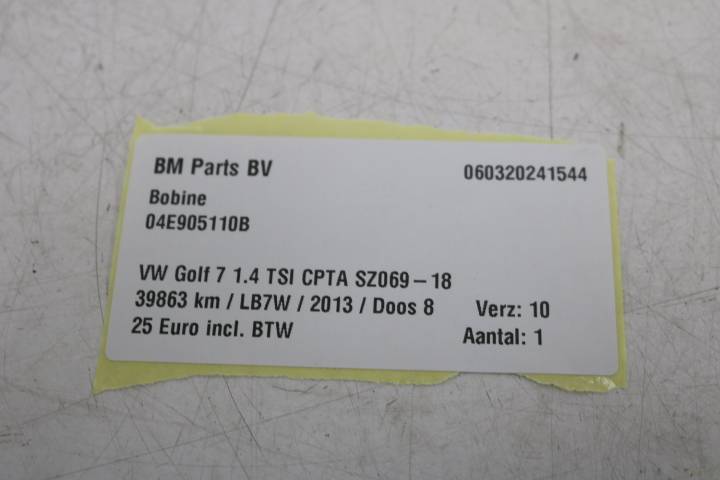 BM Parts BV 060320241544
Bobine
04E905110B
VW Golf 7 1.4 TSI CPTA SZ069-18
39863 km / LB7W / 2013 / Doos 8 Verz: 10
25 Euro incl. BTW Aantal: 1